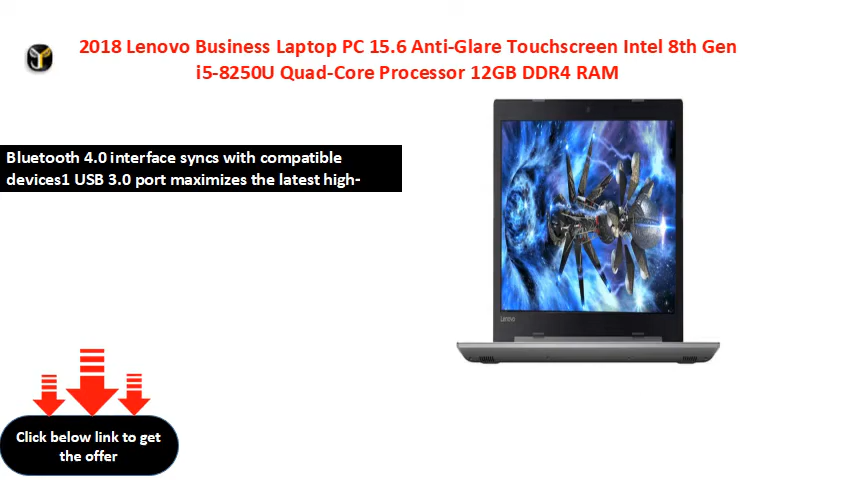 2018 Lenovo Business Laptop PC 15.6 Anti-Glare Touchscreen Intel 8th Gen
i5-8250U Quad-Core Processor 12GB DDR4 RAM
Bluetooth 4.0 interface syncs with compatible
devices1 USB 3.0 port maximizes the latest high-
Lenovo
Click below link to get
the offer